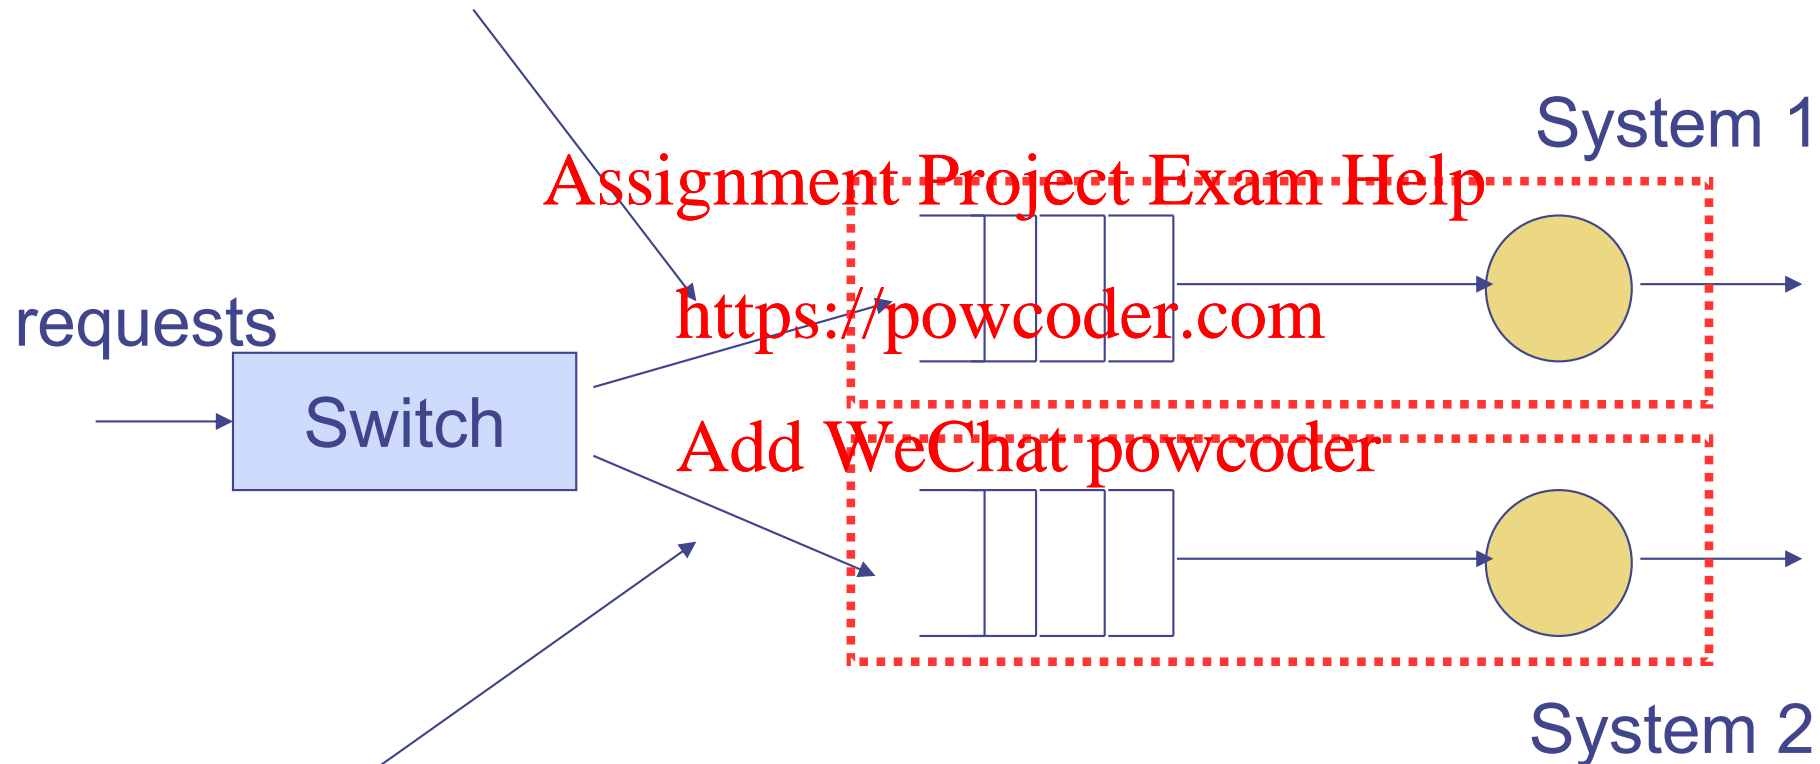 System 1
Assignment Project Exam Help
requests
https://powcoder.com
Switch
Add WeChat powcoder
System 2